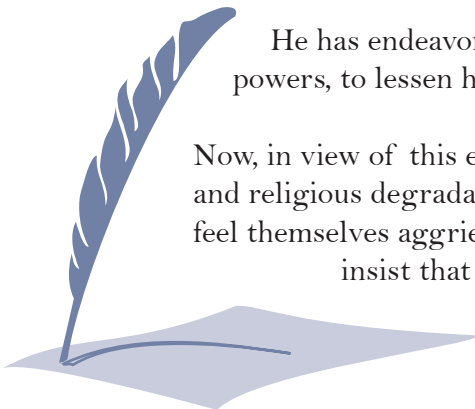 He has endeavor
powers, to lessen h
Now, in view of this e
and religious degrada
feel themselves aggrie
insist that